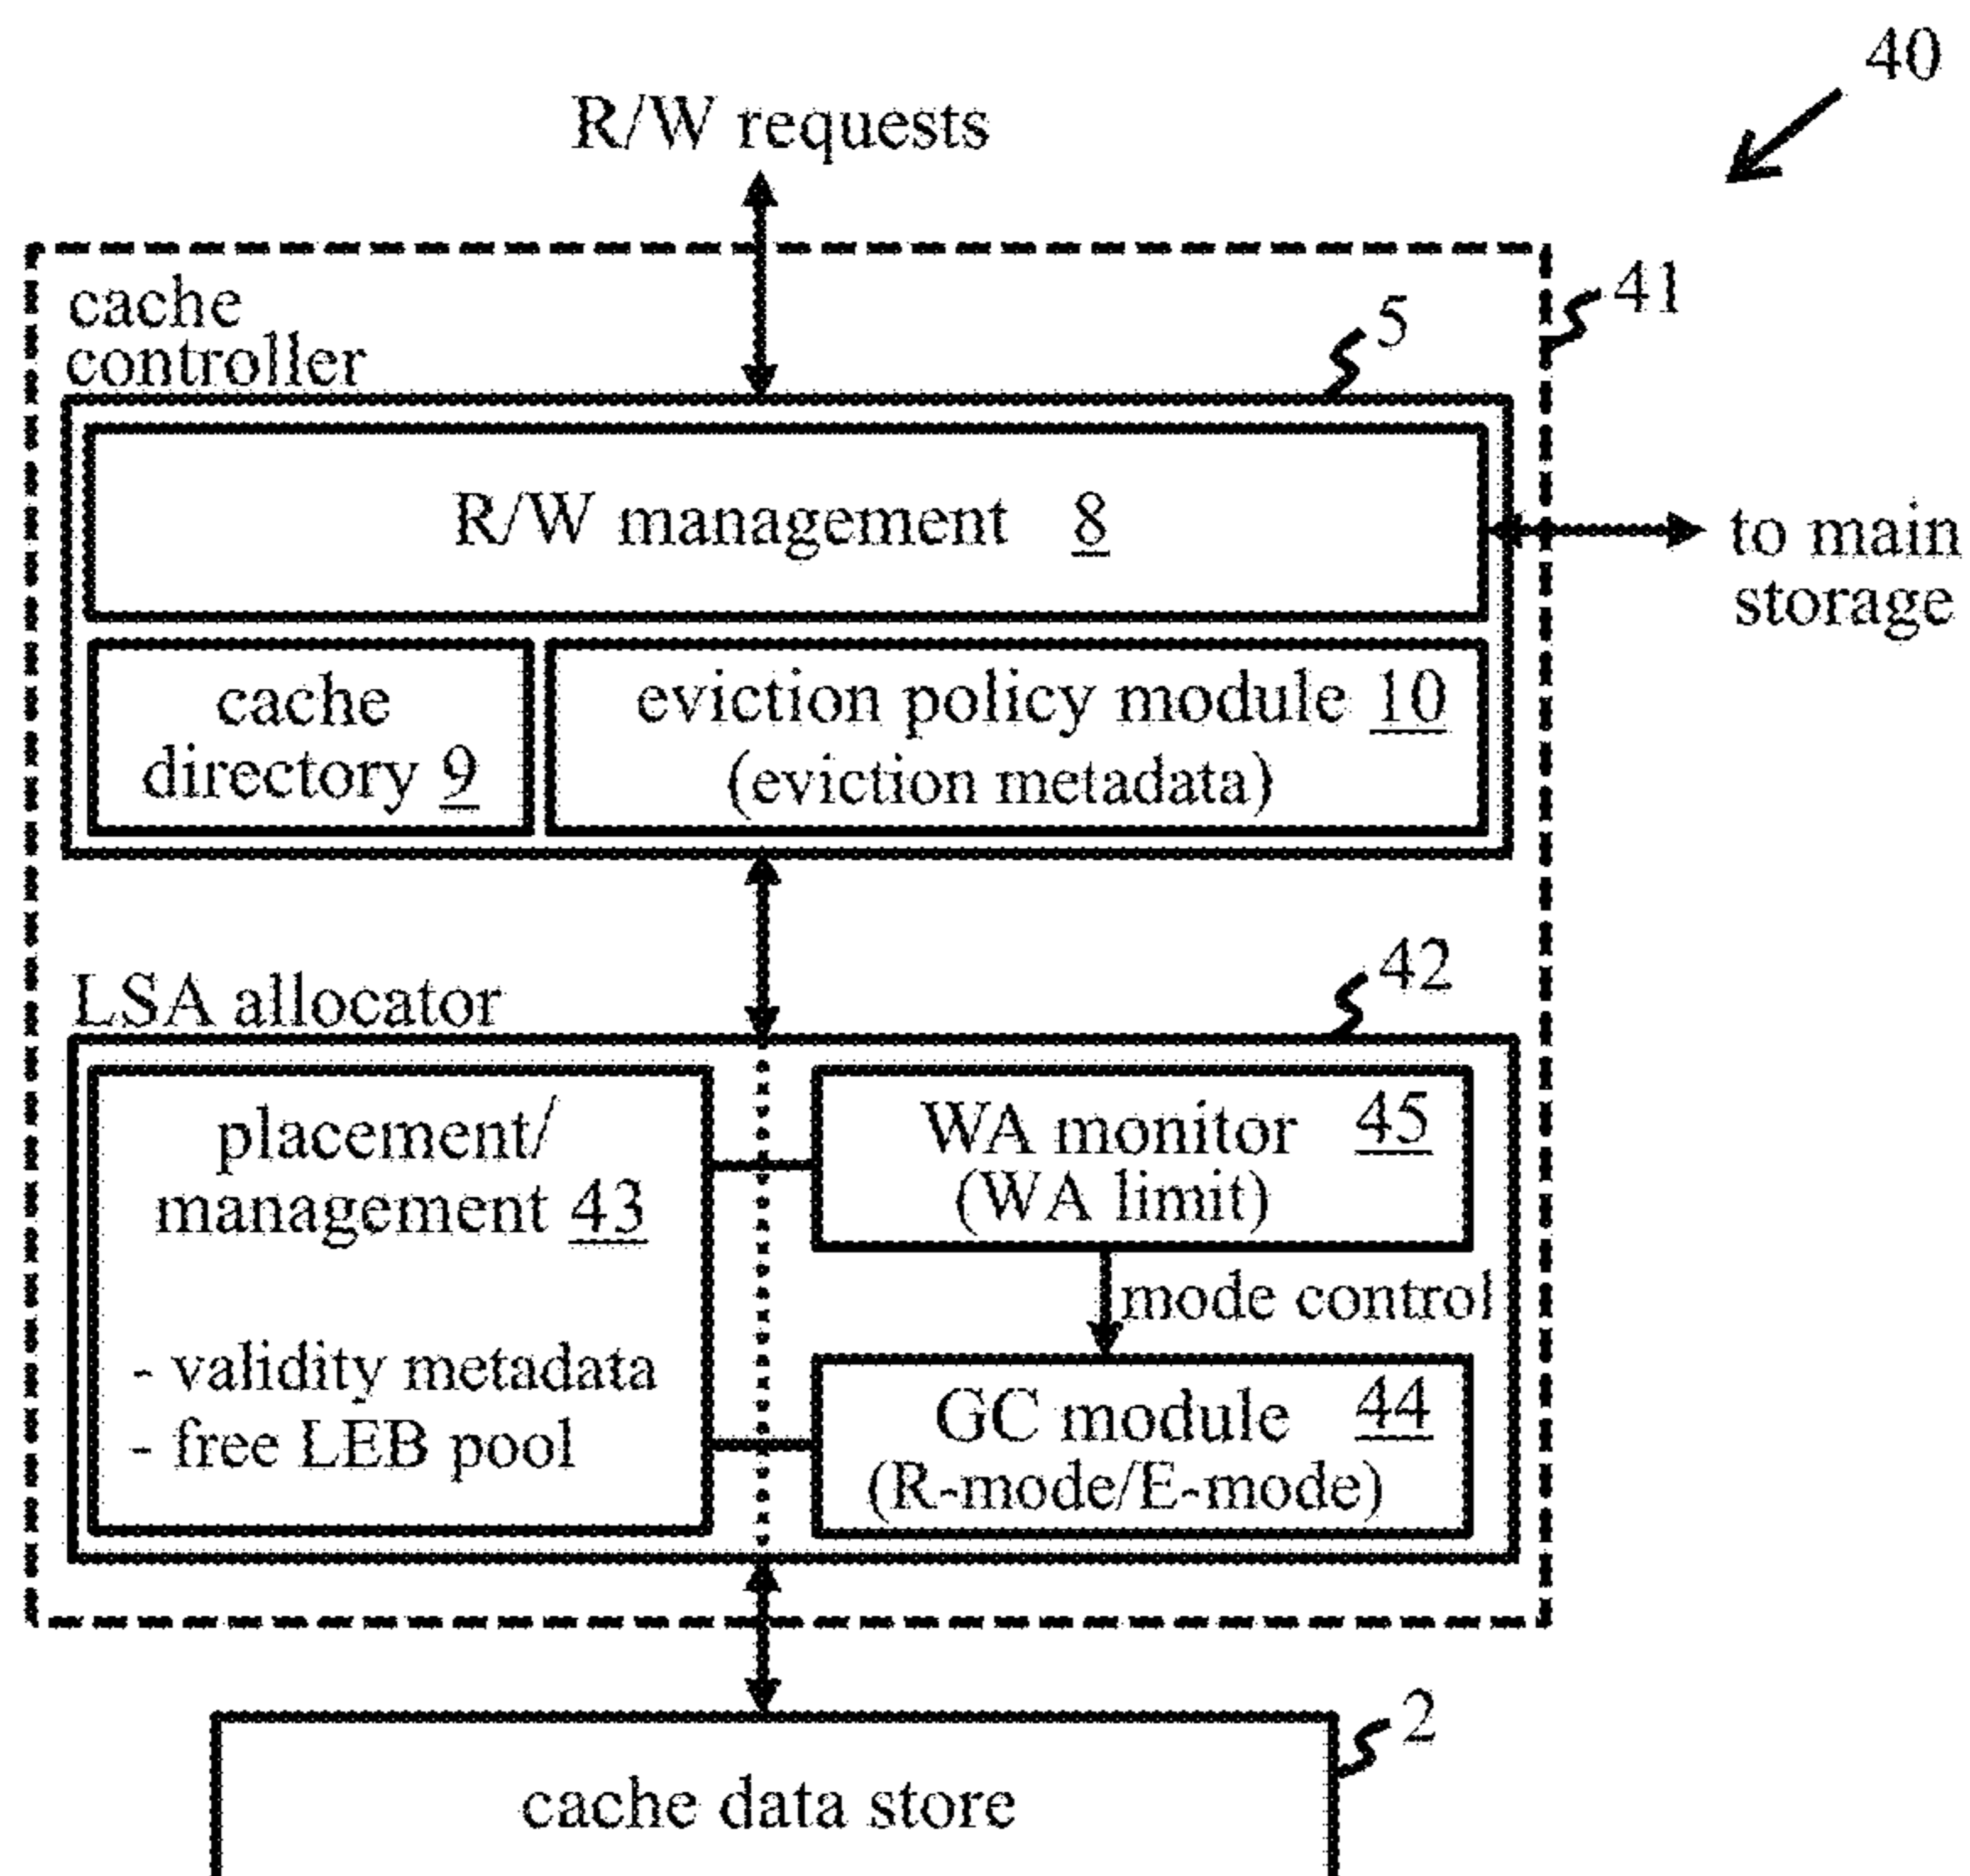 40
R/W requests
cache
controller
5
41
R/W management 8
to main
storage
cache
directory 9
eviction policy module 10
(eviction metadata)
LSA allocator
42
placement/
management 43
- validity metadata
- free LEB pool
WA monitor 45
(WA limit)
mode control
GC module 44
(R-mode/E-mode)
2
cache data store